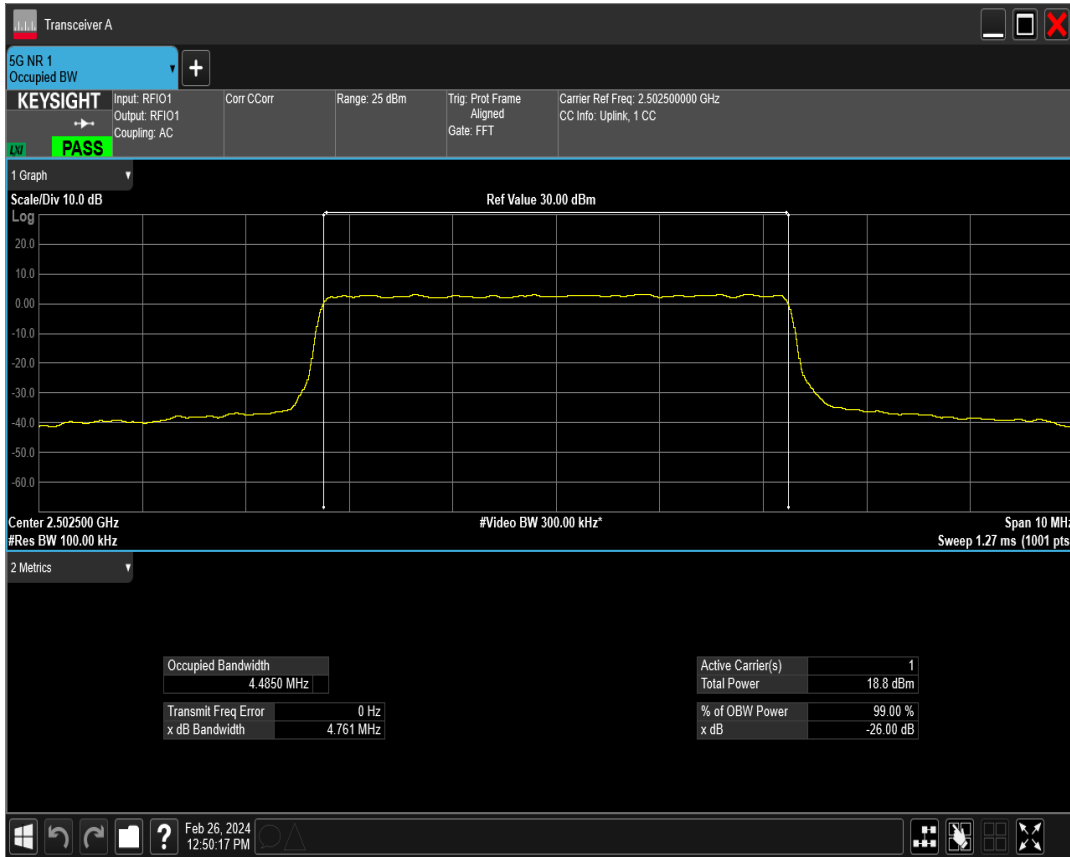 Transceiver A
5G NR 1
Occupied BW
KEYSIGHT
LXI
PASS
Input: RFIO1
Output: RFIO1
Coupling: AC
Corr CCorr
Range: 25 dBm
Trig: Prot Frame
Aligned
Gate: FFT
Carrier Ref Freq: 2.502500000 GHz
CC Info: Uplink, 1 CC
1 Graph
Scale/Div 10.0 dB
Ref Value 30.00 dBm
Log
20.0
10.0
0.00
-10.0
-20.0
-30.0
-40.0
-50.0
-60.0
Center 2.502500 GHz
#Video BW 300.00 kHz*
Span 10 MHz
#Res BW 100.00 kHz
Sweep 1.27 ms (1001 pts
2 Metrics
Occupied Bandwidth
4.4850 MHz
Transmit Freq Error 0 Hz
x dB Bandwidth 4.761 MHz
Active Carrier(s) 1
Total Power 18.8 dBm
% of OBW Power 99.00 %
x dB -26.00 dB
?
Feb 26, 2024
12:50:17 PM